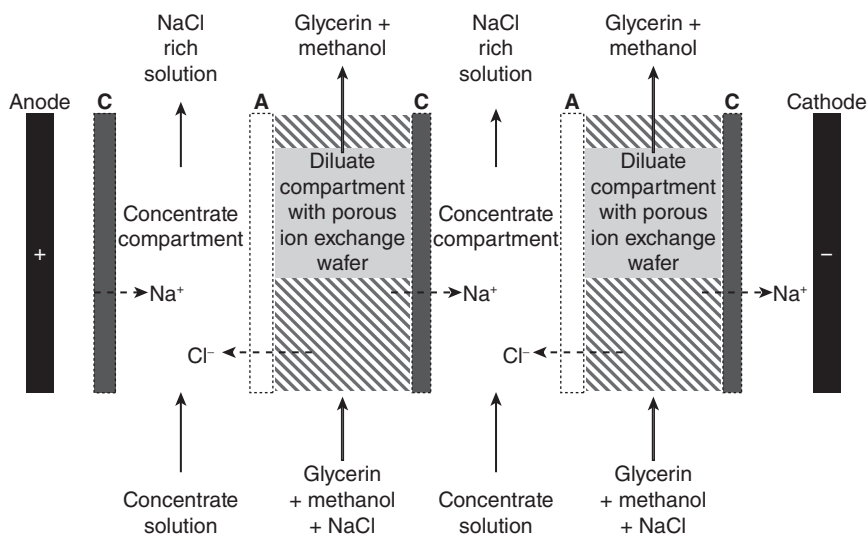 NaCl
rich
solution
Glycerin +
methanol
NaCl
rich
solution
Glycerin +
methanol
Anode
C
A
C
A
C
Cathode
Diluate
compartment
with porous
ion exchange
wafer
Diluate
compartment
with porous
ion exchange
wafer
Concentrate
compartment
Concentrate
compartment
+
–
Na⁺
Na⁺
Na⁺
Cl⁻
Cl⁻
Concentrate
solution
Glycerin
+ methanol
+ NaCl
Concentrate
solution
Glycerin
+ methanol
+ NaCl